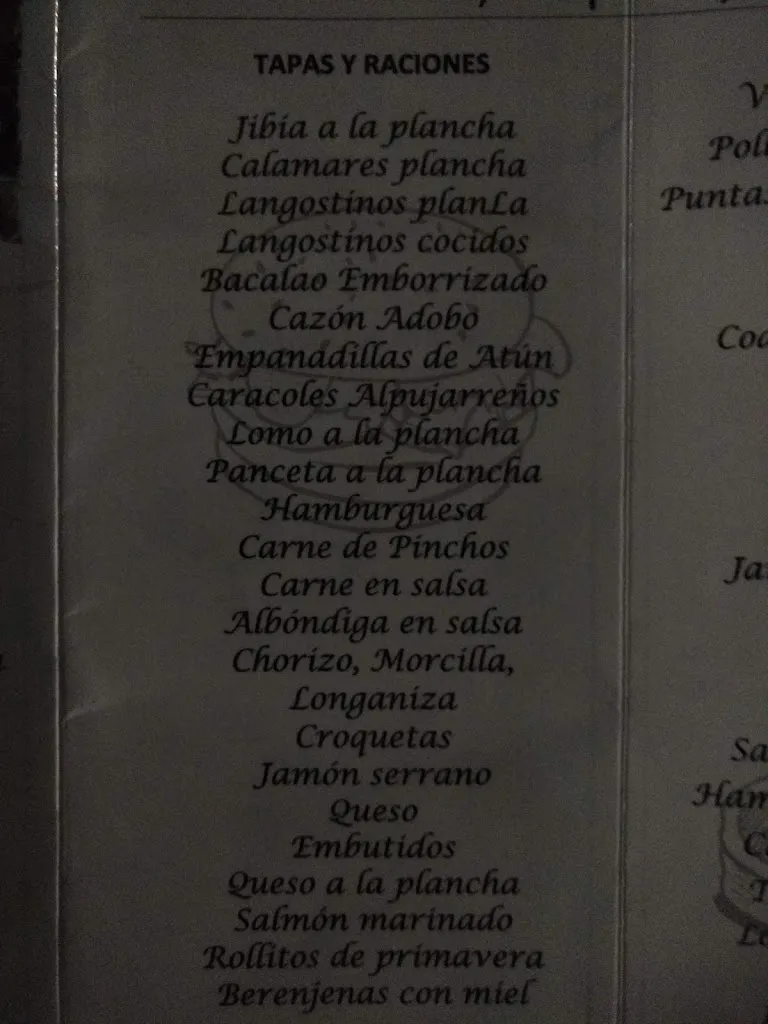 TAPAS Y RACIONES
Jibia a la plancha
Calamares plancha
Langostinos planLa
Langostinos cocidos
Bacalao Emborrizado
Cazón Adobo
Empanadillas de Atún
Caracoles Alpujarreños
Lomo a la plancha
Panceta a la plancha
Hamburguesa
Carne de Pinchos
Carne en salsa
Albóndiga en salsa
Chorizo, Morcilla,
Longaniza
Croquetas
Jamón serrano
Queso
Embutidos
Queso a la plancha
Salmón marinado
Rollitos de primavera
Berenjenas con miel